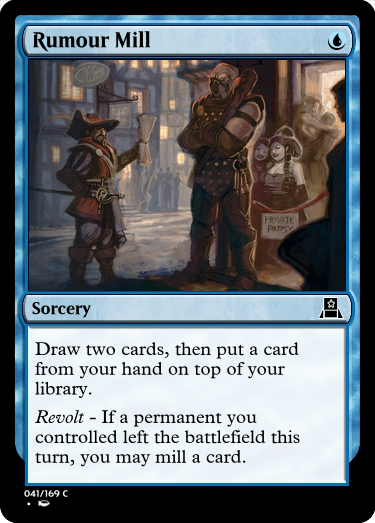 Rumour Mill
PRIVATE
PARTY
Sorcery
Draw two cards, then put a card
from your hand on top of your
library.
Revolt - If a permanent you
controlled left the battlefield this
turn, you may mill a card.
041/169 C